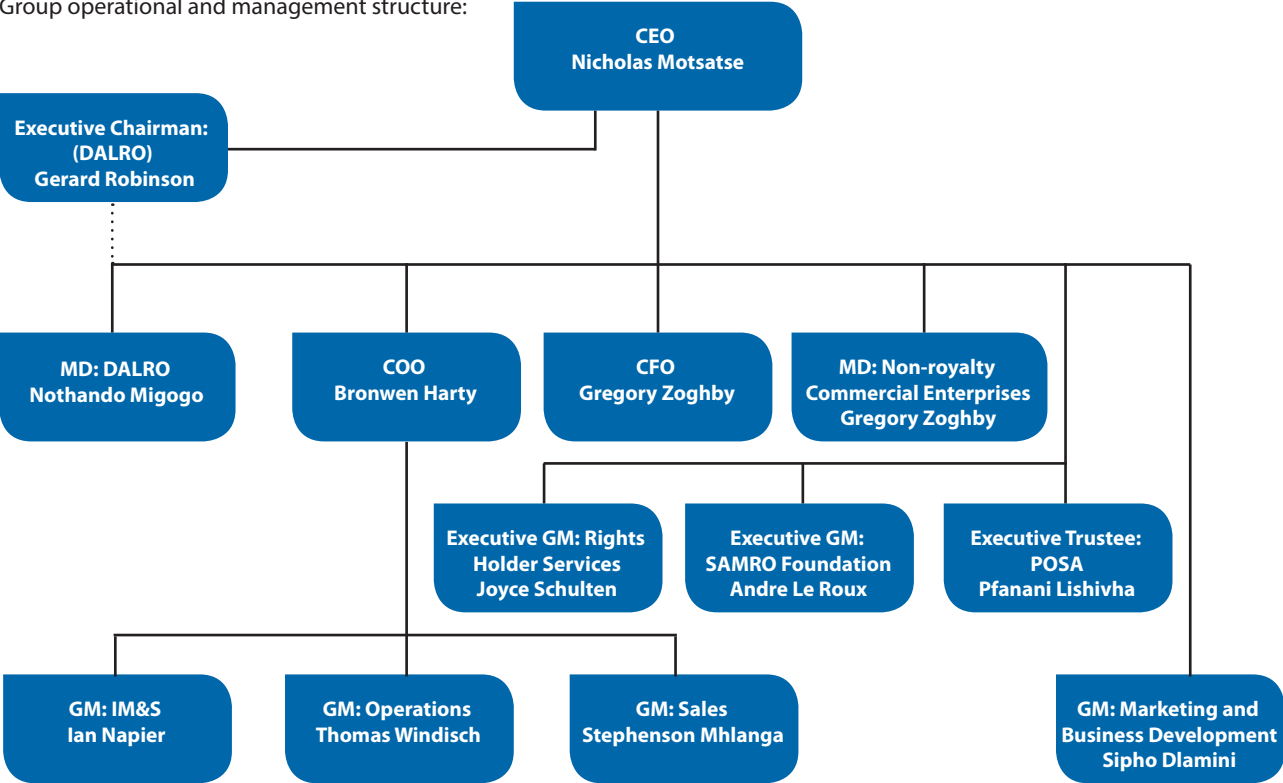 Group operational and management structure:
CEO
Nicholas Motsatse
Executive Chairman:
(DALRO)
Gerard Robinson
MD: DALRO
Nothando Migogo
COO
Bronwen Harty
CFO
Gregory Zoghby
MD: Non-royalty
Commercial Enterprises
Gregory Zoghby
Executive GM: Rights
Holder Services
Joyce Schulten
Executive GM:
SAMRO Foundation
Andre Le Roux
Executive Trustee:
POSA
Pfanani Lishivha
GM: IM&S
Ian Napier
GM: Operations
Thomas Windisch
GM: Sales
Stephenson Mhlanga
GM: Marketing and
Business Development
Sipho Dlamini